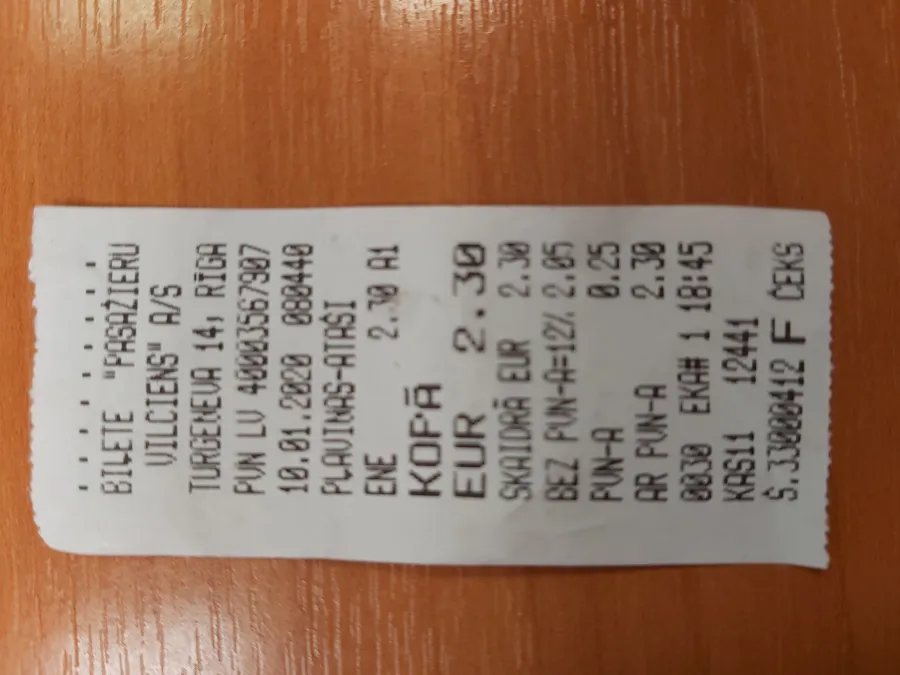 BIĻETE "PASAŽIERU
VILCIENS" A/S
TURGEŅEVA 14, RĪGA
PVN LV 40003567907
10.01.2020 080440
PĻAVIŅAS-ATAŠI
ENE 2.30 A1
KOPĀ
EUR 2.30
SKAIDRĀ EUR 2.30
BEZ PVN-A=12% 2.05
PVN-A 0.25
AR PVN-A 2.30
0030 EKA# 1 18:45
KAS11 12441
Š.33000412 F ČEKS